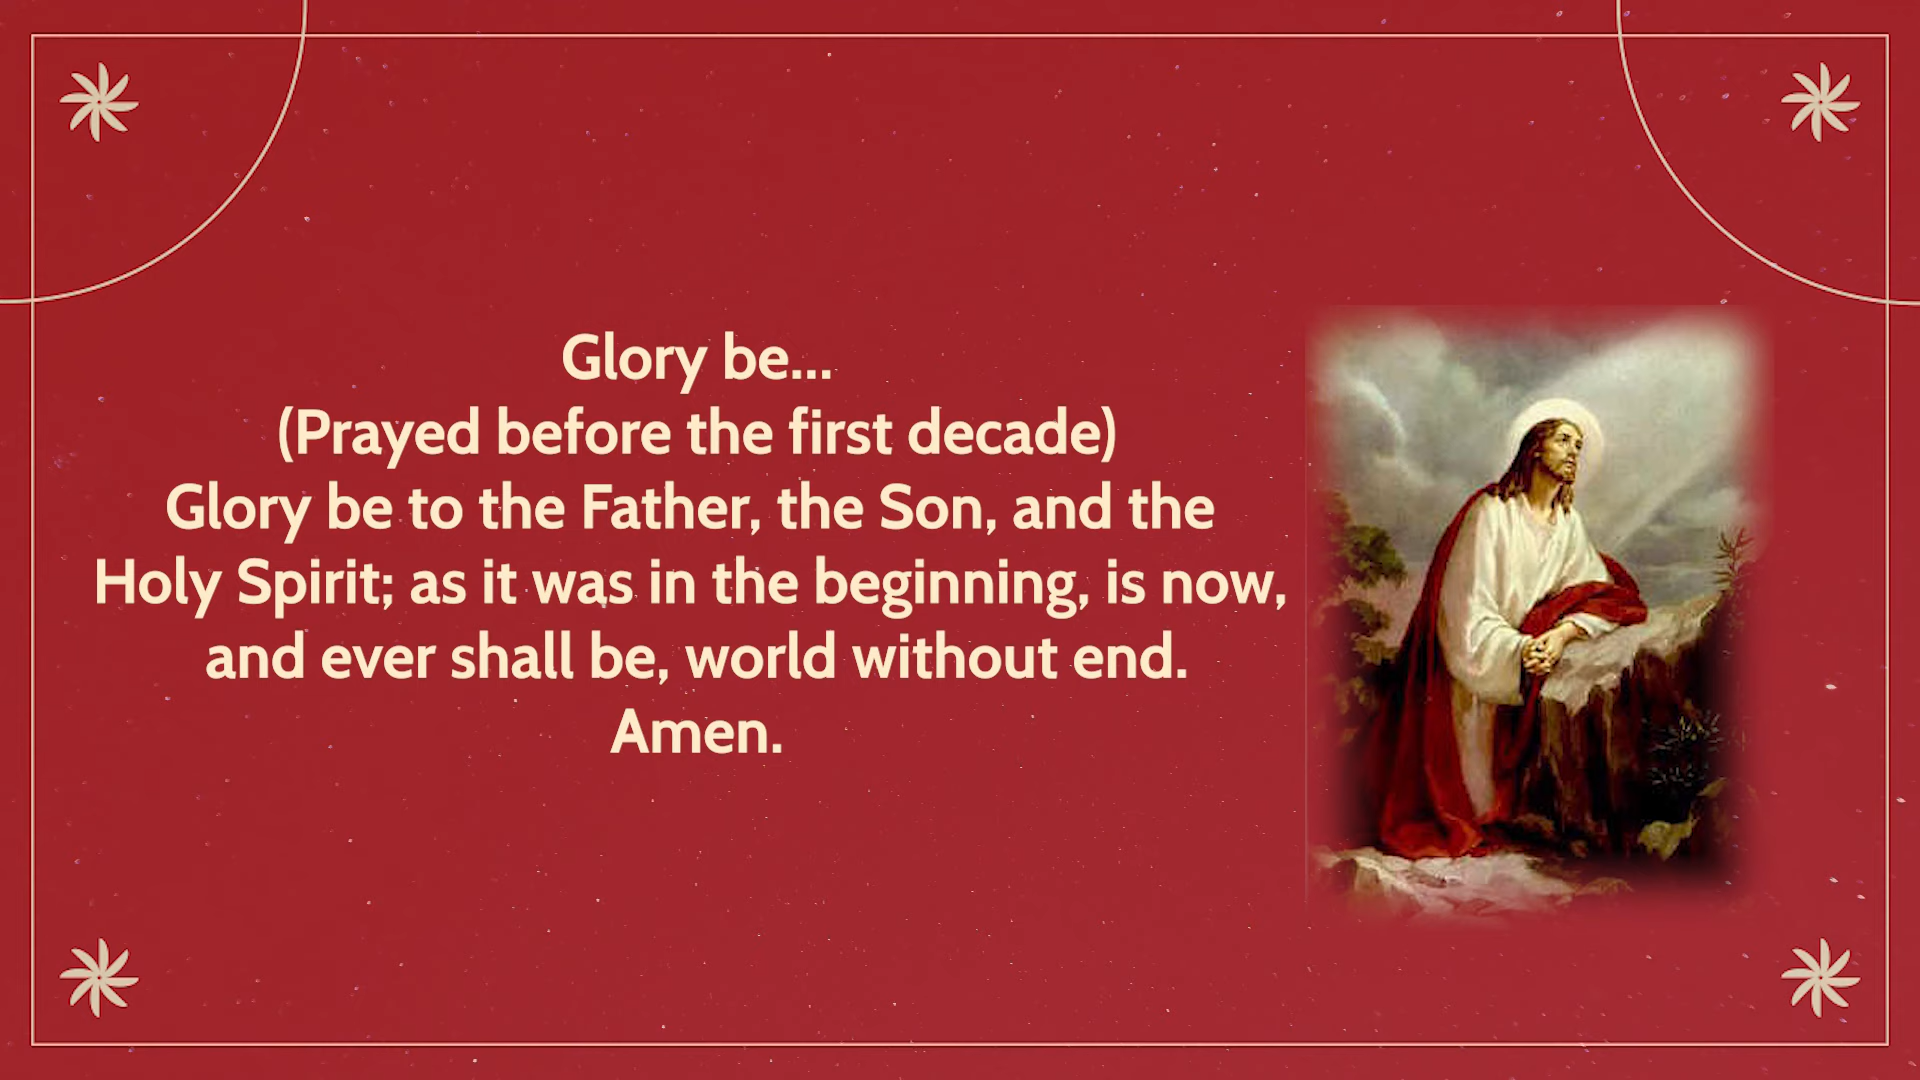 Glory be...
(Prayed before the first decade)
Glory be to the Father, the Son, and the
Holy Spirit; as it was in the beginning, is now,
and ever shall be, world without end.
Amen.